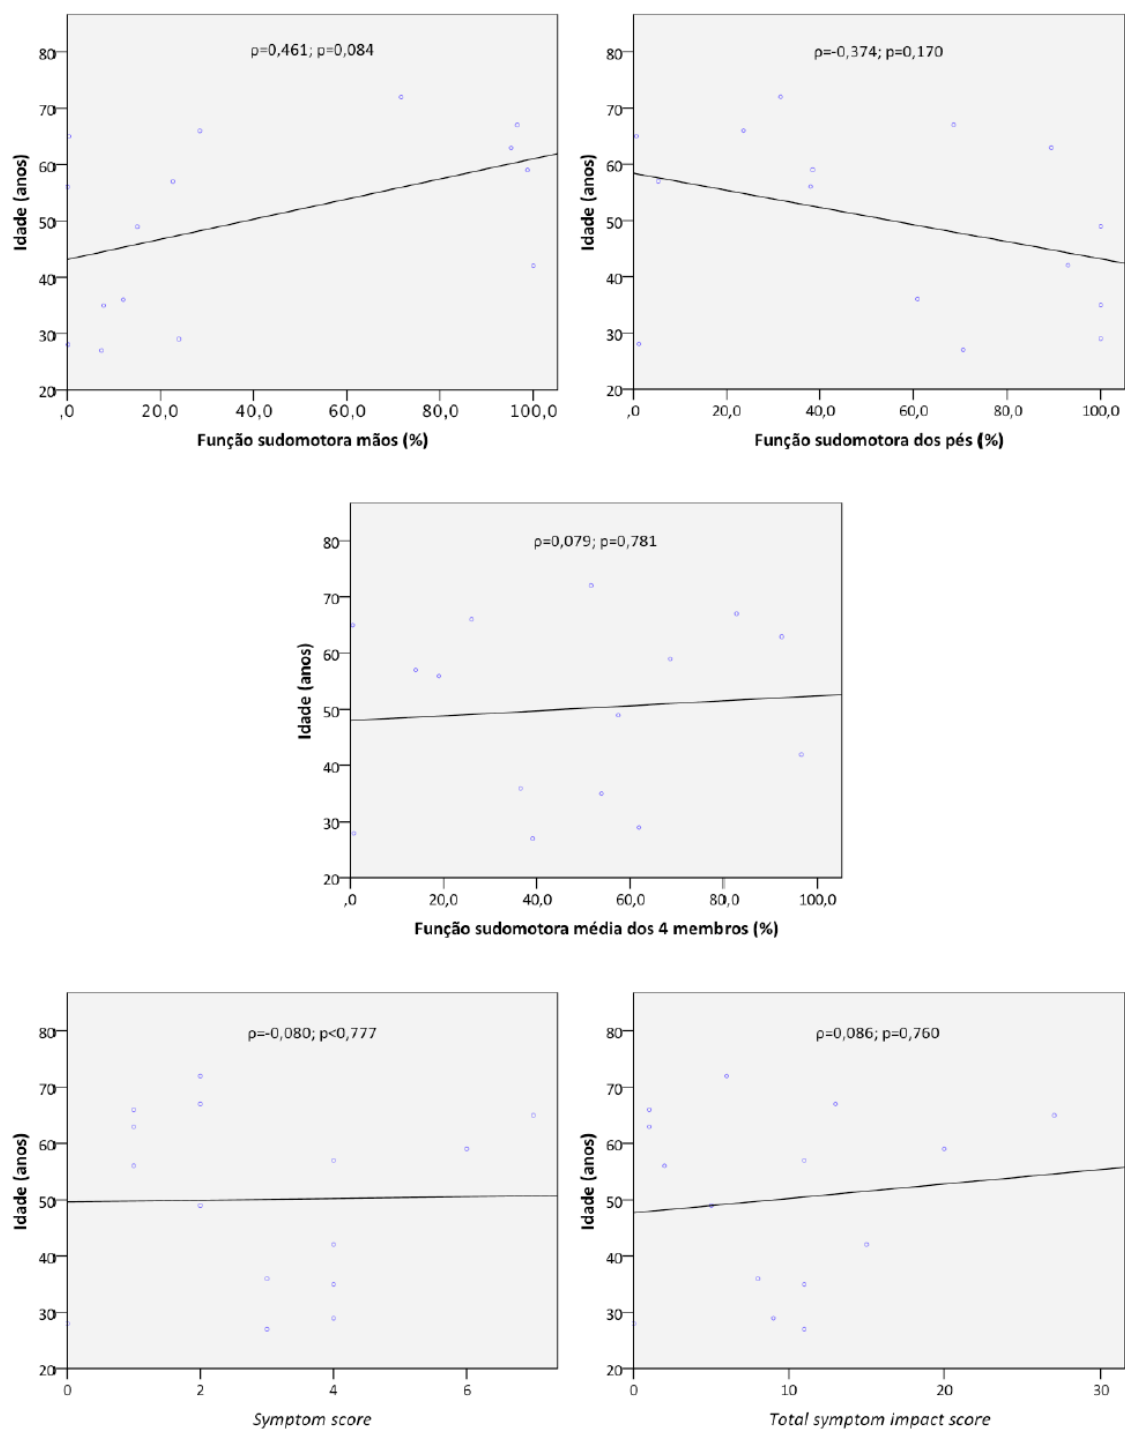 ρ=0,461; p=0,084
80
70
60
50
40
30
20
Idade (anos)
,0 20,0 40,0 60,0 80,0 100,0
Função sudomotora mãos (%)
ρ=-0,374; p=0,170
80
70
60
50
40
30
20
Idade (anos)
,0 20,0 40,0 60,0 80,0 100,0
Função sudomotora dos pés (%)
ρ=0,079; p=0,781
80
70
60
50
40
30
20
Idade (anos)
,0 20,0 40,0 60,0 80,0 100,0
Função sudomotora média dos 4 membros (%)
ρ=-0,080; p<0,777
80
70
60
50
40
30
20
Idade (anos)
0 2 4 6
Symptom score
ρ=0,086; p=0,760
80
70
60
50
40
30
20
Idade (anos)
0 10 20 30
Total symptom impact score